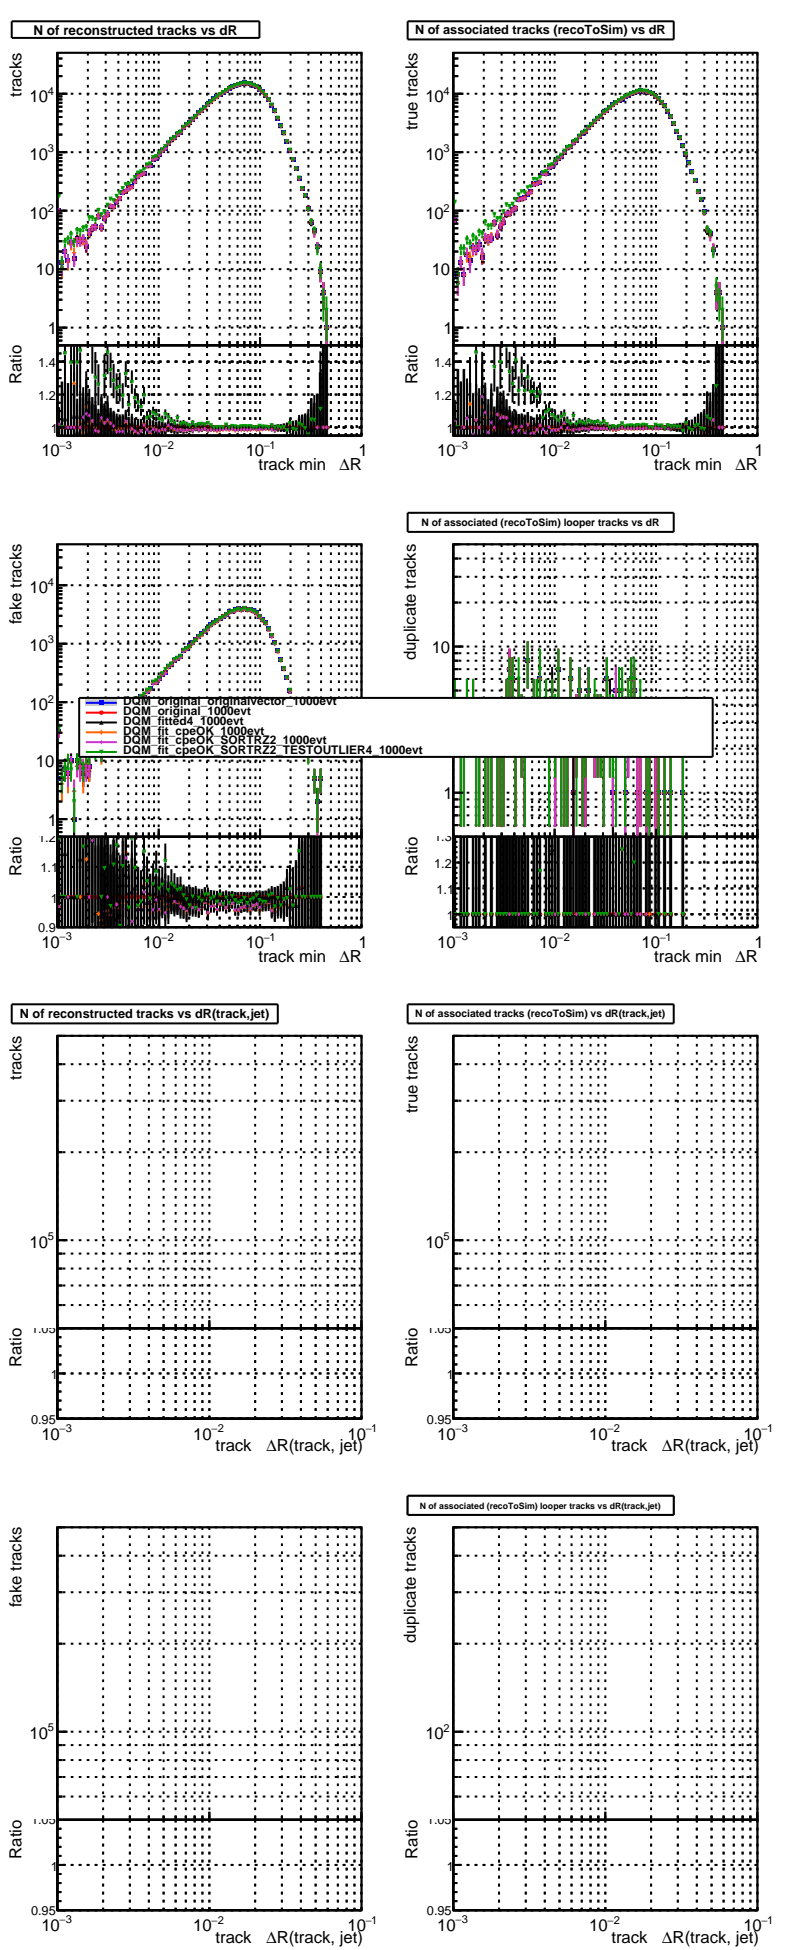 N of reconstructed tracks vs dR
N of associated tracks (recoToSim) vs dR
tracks
10⁴
10³
10²
10
1
Ratio
1.4
1.2
1
10⁻³
10⁻²
10⁻¹
1
track min ΔR
true tracks
10⁴
10³
10²
10
1
Ratio
1.4
1.2
1
10⁻³
10⁻²
10⁻¹
1
track min ΔR
N of associated (recoToSim) looper tracks vs dR
fake tracks
10⁴
10³
10²
10
1
Ratio
1.2
1.1
1
0.9
10⁻³
10⁻²
10⁻¹
1
track min ΔR
duplicate tracks
10
1
Ratio
1.3
1.2
1.1
1
10⁻³
10⁻²
10⁻¹
1
track min ΔR
DQM_original_originalvector_1000evt
DQM_original_1000evt
DQM_fitted4_1000evt
DQM_fit_cpeOK_1000evt
DQM_fit_cpeOK_SORTRZ2_1000evt
DQM_fit_cpeOK_SORTRZ2_TESTOUTLIER4_1000evt
N of reconstructed tracks vs dR(track,jet)
N of associated tracks (recoToSim) vs dR(track,jet)
tracks
10⁵
Ratio
1.05
1
0.95
10⁻³
10⁻²
10⁻¹
track ΔR(track, jet)
true tracks
10⁵
Ratio
1.05
1
0.95
10⁻³
10⁻²
10⁻¹
track ΔR(track, jet)
N of associated (recoToSim) looper tracks vs dR(track,jet)
fake tracks
10⁵
Ratio
1.05
1
0.95
10⁻³
10⁻²
10⁻¹
track ΔR(track, jet)
duplicate tracks
10²
Ratio
1.05
1
0.95
10⁻³
10⁻²
10⁻¹
track ΔR(track, jet)